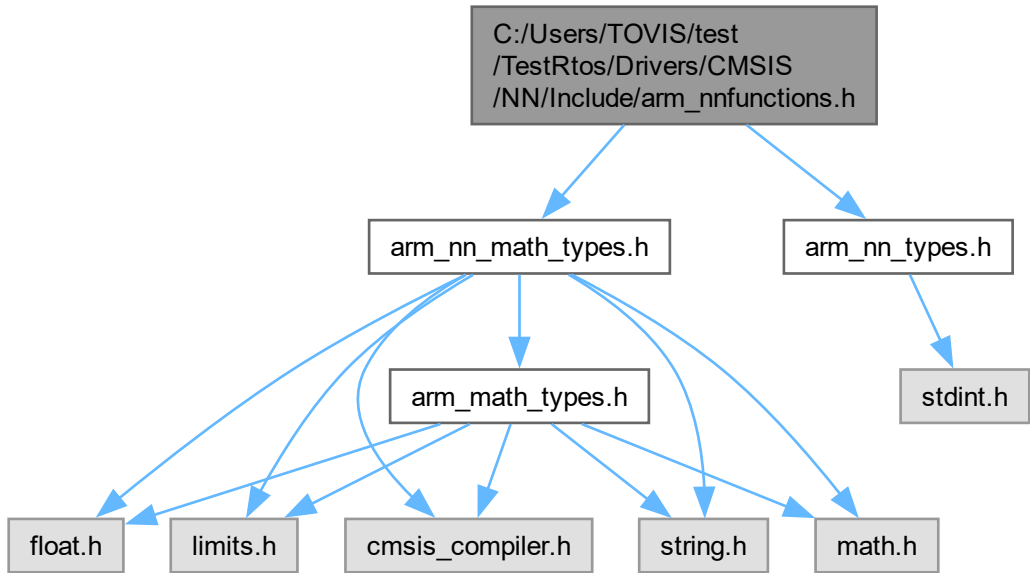 C:/Users/TOVIS/test
/TestRtos/Drivers/CMSIS
/NN/Include/arm_nnfunctions.h
arm_nn_math_types.h
arm_nn_types.h
arm_math_types.h
stdint.h
float.h
limits.h
cmsis_compiler.h
string.h
math.h